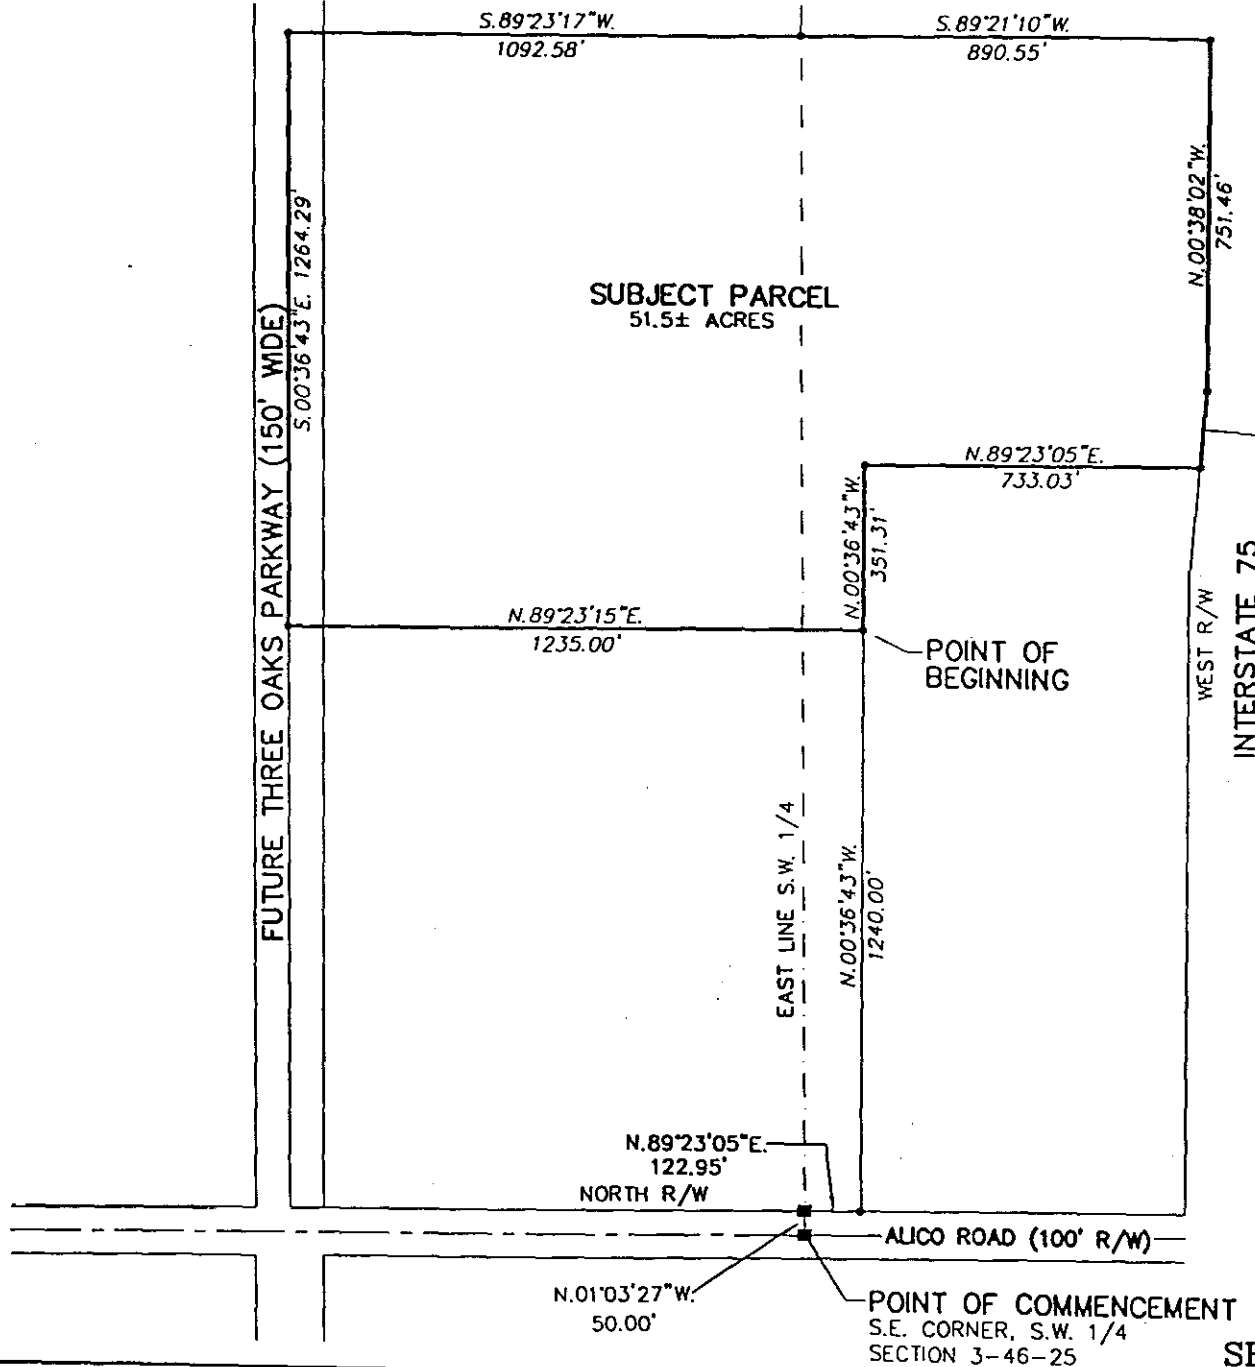 S.89°23'17"W.
1092.58'
S.89°21'10"W.
890.55'
N.00°38'02"W.
751.46'
S.00°36'43"E. 1264.29'
SUBJECT PARCEL
51.5± ACRES
FUTURE THREE OAKS PARKWAY (150' WIDE)
N.89°23'05"E.
733.03'
N.00°36'43"W.
351.31'
N.89°23'15"E.
1235.00'
POINT OF
BEGINNING
WEST R/W
INTERSTATE 75
EAST LINE S.W. 1/4
N.00°36'43"W.
1240.00'
N.89°23'05"E.
122.95'
NORTH R/W
ALICO ROAD (100' R/W)
N.01°03'27"W.
50.00'
POINT OF COMMENCEMENT
S.E. CORNER, S.W. 1/4
SECTION 3-46-25